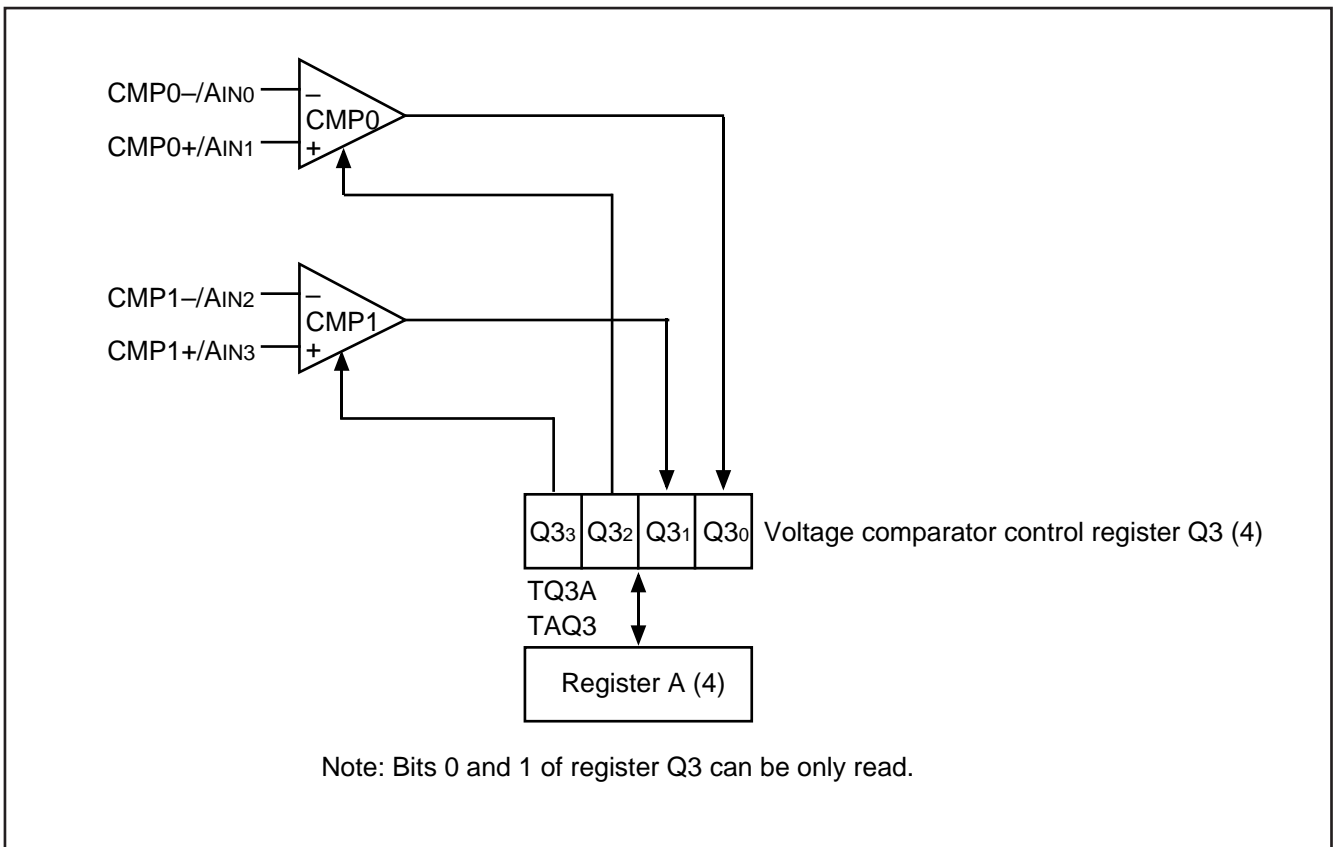 CMP0–/AIN0
–
CMP0
CMP0+/AIN1
+
CMP1–/AIN2
–
CMP1
CMP1+/AIN3
+
Q33 Q32 Q31 Q30 Voltage comparator control register Q3 (4)
TQ3A
TAQ3
Register A (4)
Note: Bits 0 and 1 of register Q3 can be only read.